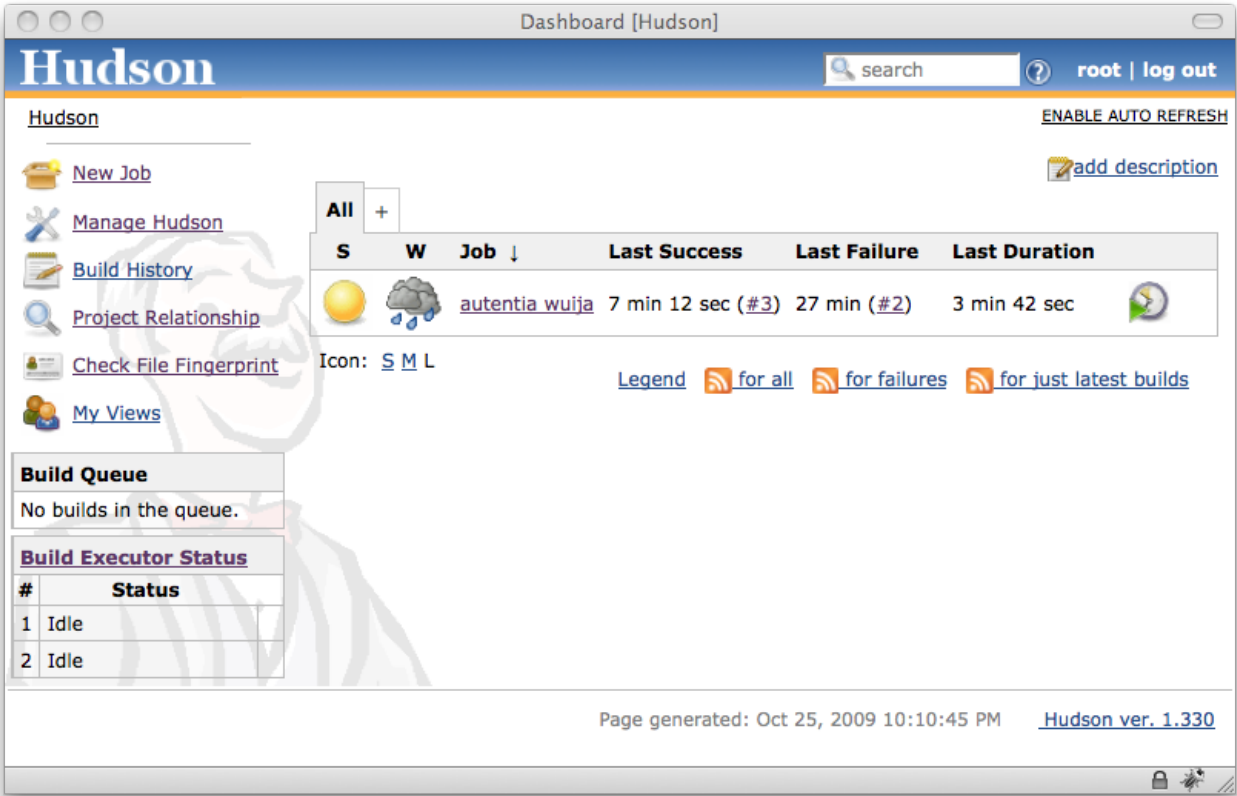 Dashboard [Hudson]
Hudson
search
? root | log out
Hudson
ENABLE AUTO REFRESH
New Job
Manage Hudson
Build History
Project Relationship
Check File Fingerprint
My Views
add description
All +
S W Job ↓ Last Success Last Failure Last Duration
autentia wuija 7 min 12 sec (#3) 27 min (#2) 3 min 42 sec
Icon: S M L
Legend for all for failures for just latest builds
Build Queue
No builds in the queue.
Build Executor Status
# Status
1 Idle
2 Idle
Page generated: Oct 25, 2009 10:10:45 PM Hudson ver. 1.330